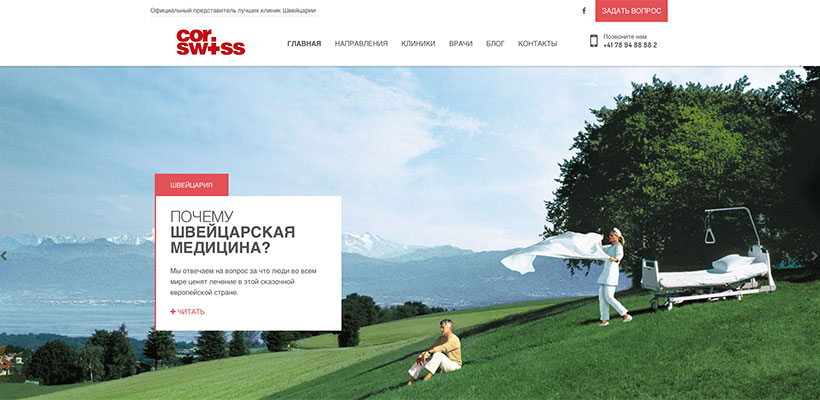 Официальный представитель лучших клиник Швейцарии
ЗАДАТЬ ВОПРОС
cor.
swiss
ГЛАВНАЯ НАПРАВЛЕНИЯ КЛИНИКИ ВРАЧИ БЛОГ КОНТАКТЫ
Позвоните нам
+41 78 94 88 88 2
ШВЕЙЦАРИЯ
ПОЧЕМУ
ШВЕЙЦАРСКАЯ
МЕДИЦИНА?
Мы отвечаем на вопрос за что люди во всем
мире ценят лечение в этой сказочной
европейской стране.
+ ЧИТАТЬ